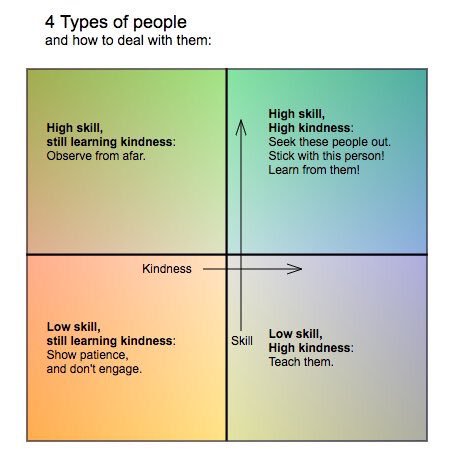 4 Types of people
and how to deal with them:
High skill,
still learning kindness:
Observe from afar.
High skill,
High kindness:
Seek these people out.
Stick with this person!
Learn from them!
Kindness
Skill
Low skill,
still learning kindness:
Show patience,
and don't engage.
Low skill,
High kindness:
Teach them.